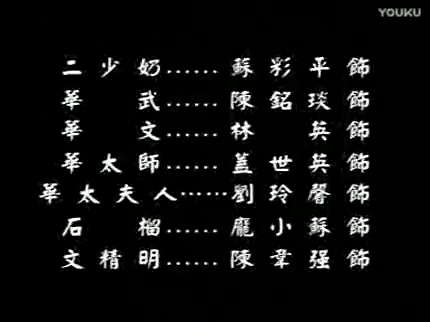 YOUKU
二少奶……蘇彩平飾
華武……陳銘琰飾
華文……林英飾
華太師……蓋世英飾
華太夫人……劉玲馨飾
石榴……龐小蘇飾
文精明……陳韋强飾